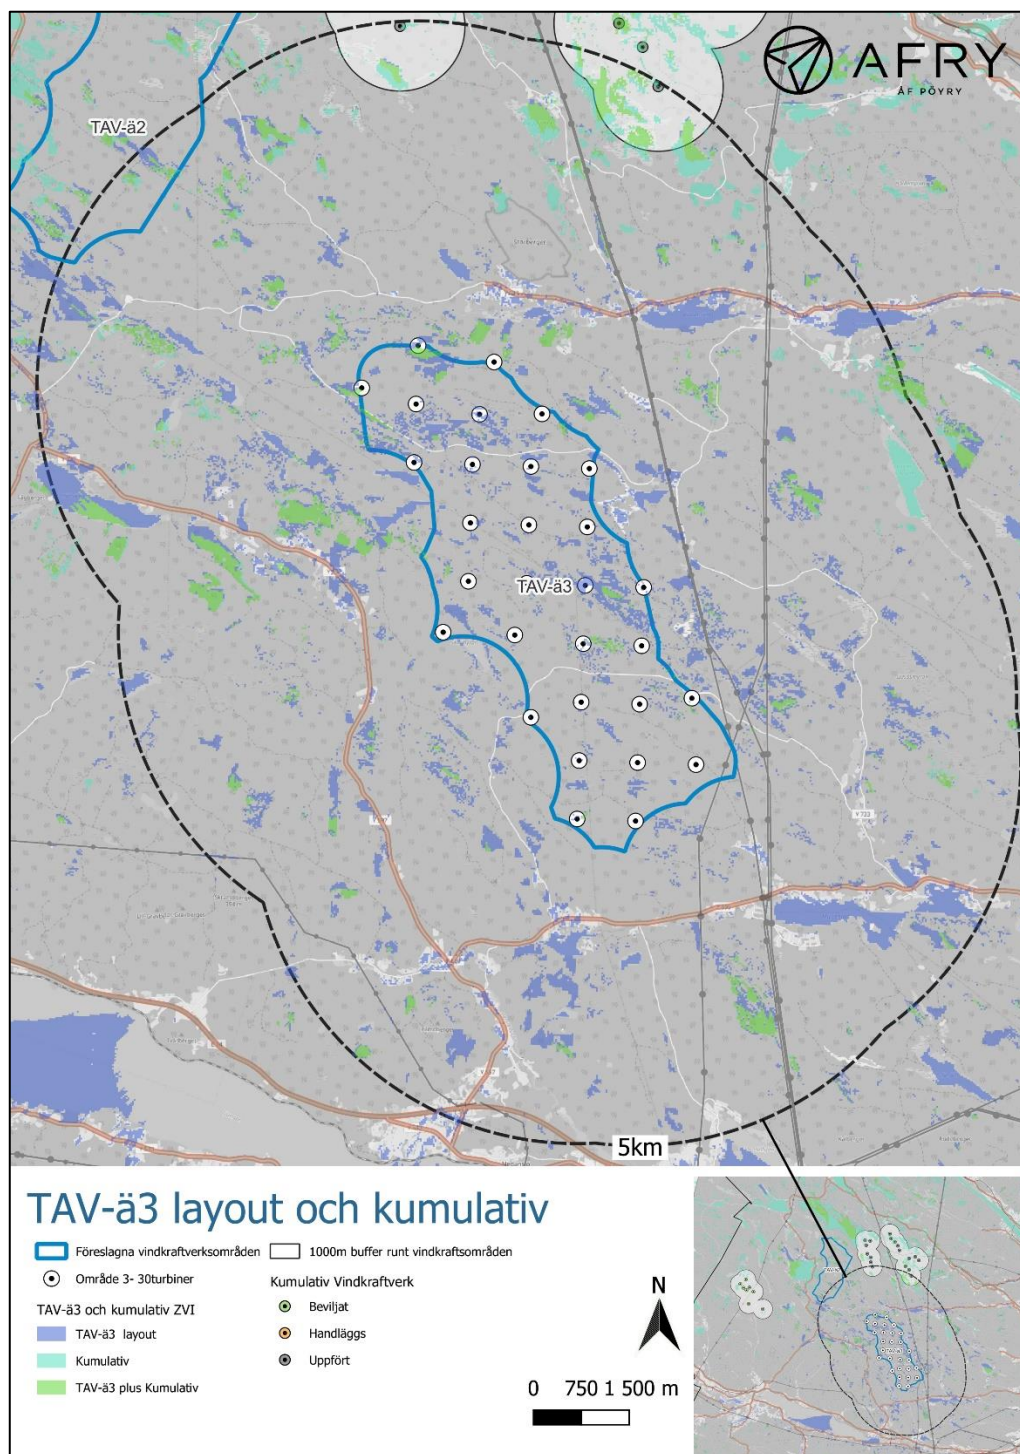 AFRY
ÅF PÖYRY
TAV-ä2
TAV-ä3
V 723
5km
TAV-ä3 layout och kumulativ
Föreslagna vindkraftverksområden
1000m buffer runt vindkraftsområden
Område 3- 30turbiner
Kumulativ Vindkraftverk
Beviljat
TAV-ä3 och kumulativ ZVI
Handläggs
TAV-ä3 layout
Uppfört
Kumulativ
TAV-ä3 plus Kumulativ
N
0 750 1 500 m